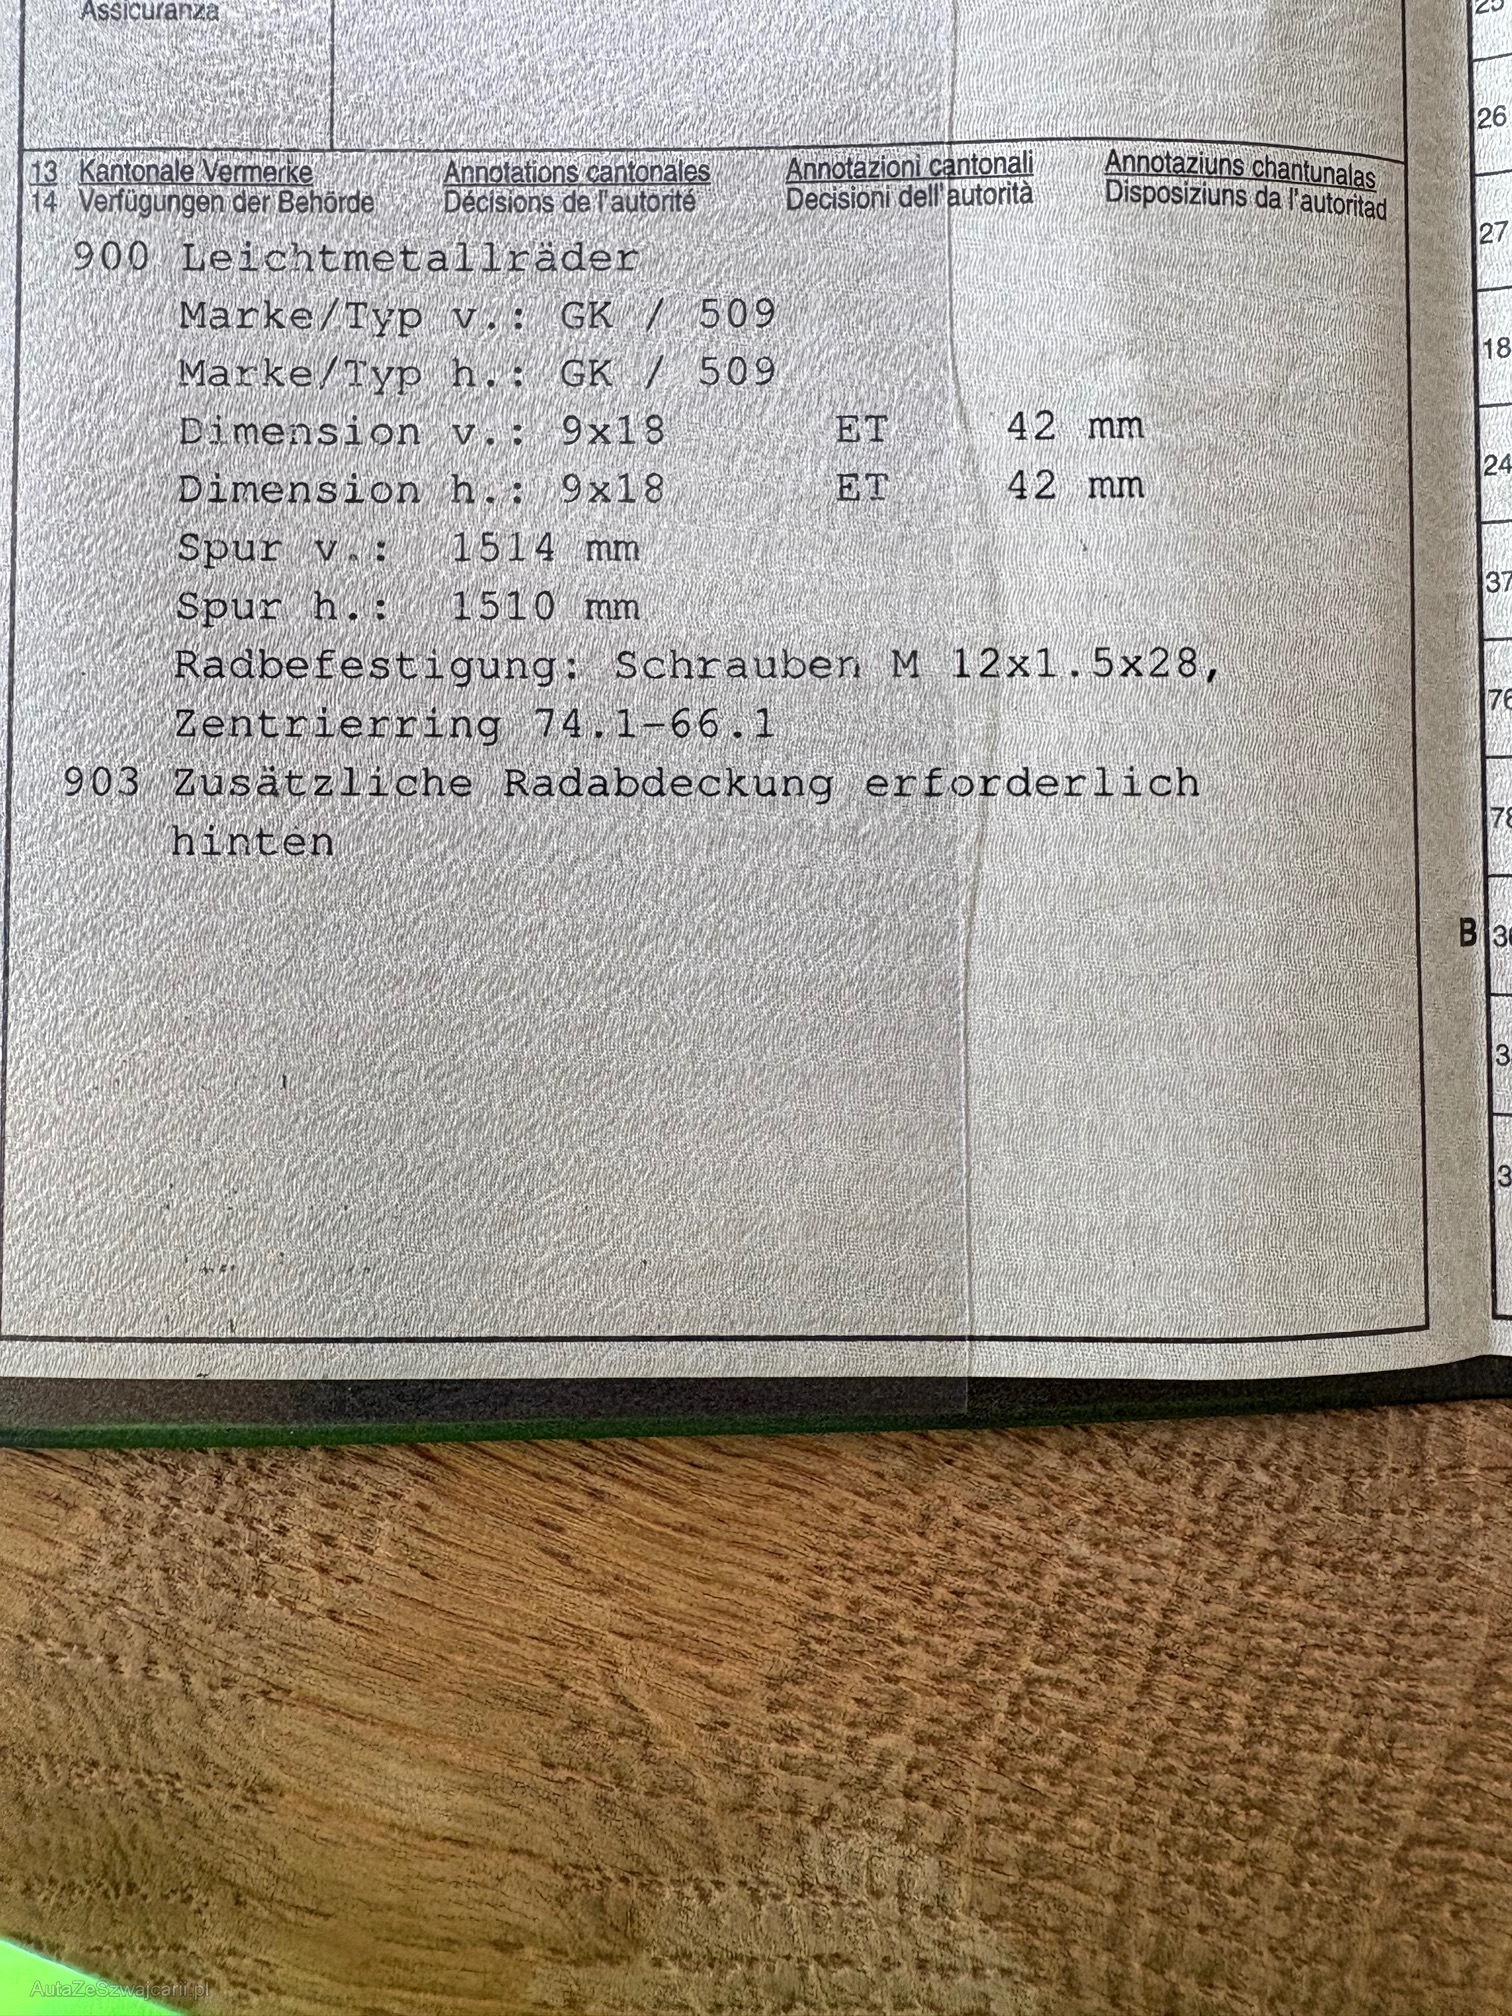 Assicuranza
13 Kantonale Vermerke Annotations cantonales Annotazioni cantonali Annotaziuns chantunalas
14 Verfügungen der Behörde Décisions de l'autorité Decisioni dell'autorità Disposiziuns da l'autoritad
900 Leichtmetallräder
Marke/Typ v.: GK / 509
Marke/Typ h.: GK / 509
Dimension v.: 9x18 ET 42 mm
Dimension h.: 9x18 ET 42 mm
Spur v.: 1514 mm
Spur h.: 1510 mm
Radbefestigung: Schrauben M 12x1.5x28,
Zentrierring 74.1-66.1
903 Zusätzliche Radabdeckung erforderlich
hinten
26
27
18
24
37
76
78
B
AutaZeSzwajcarii.pl